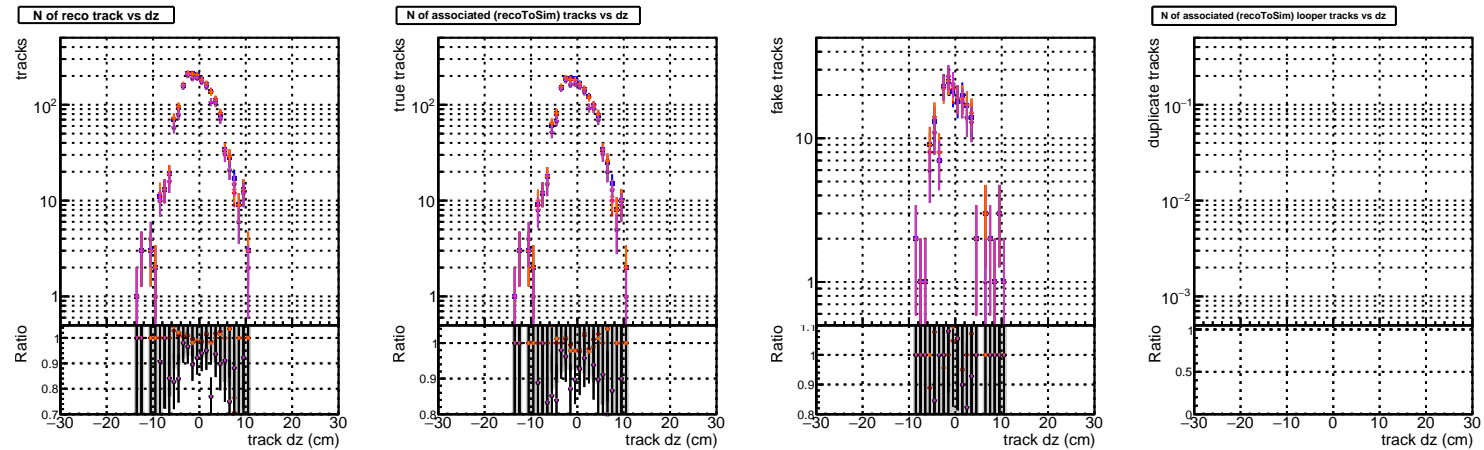 N of reco track vs dz
tracks
10²
10
1
Ratio
1
0.9
0.8
0.7
−30 −20 −10 0 10 20 30
track dz (cm)
N of associated (recoToSim) tracks vs dz
true tracks
10²
10
1
Ratio
1
0.9
0.8
−30 −20 −10 0 10 20 30
track dz (cm)
fake tracks
10
1
Ratio
1.1
1
0.9
0.8
−30 −20 −10 0 10 20 30
track dz (cm)
N of associated (recoToSim) looper tracks vs dz
duplicate tracks
10⁻¹
10⁻²
10⁻³
Ratio
1
0.5
0
−30 −20 −10 0 10 20 30
track dz (cm)